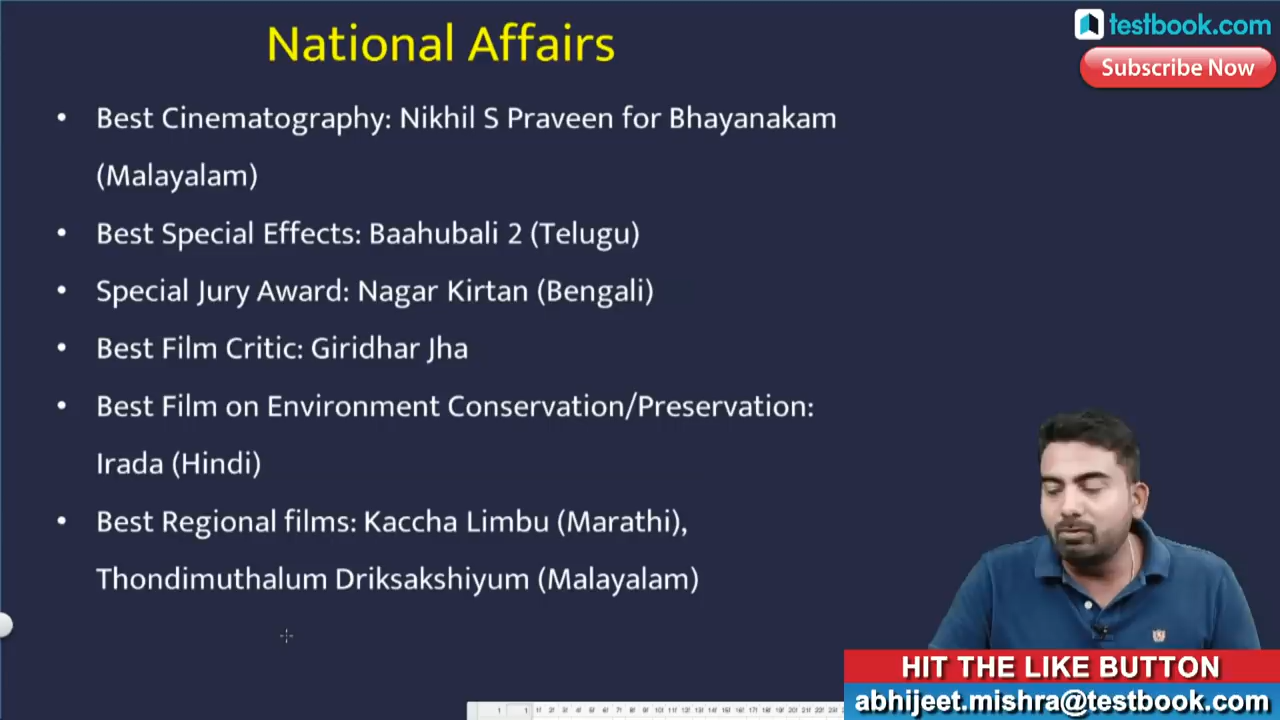 National Affairs
testbook.com
Subscribe Now
• Best Cinematography: Nikhil S Praveen for Bhayanakam
(Malayalam)
• Best Special Effects: Baahubali 2 (Telugu)
• Special Jury Award: Nagar Kirtan (Bengali)
• Best Film Critic: Giridhar Jha
• Best Film on Environment Conservation/Preservation:
Irada (Hindi)
• Best Regional films: Kaccha Limbu (Marathi),
Thondimuthalum Driksakshiyum (Malayalam)
HIT THE LIKE BUTTON
abhijeet.mishra@testbook.com